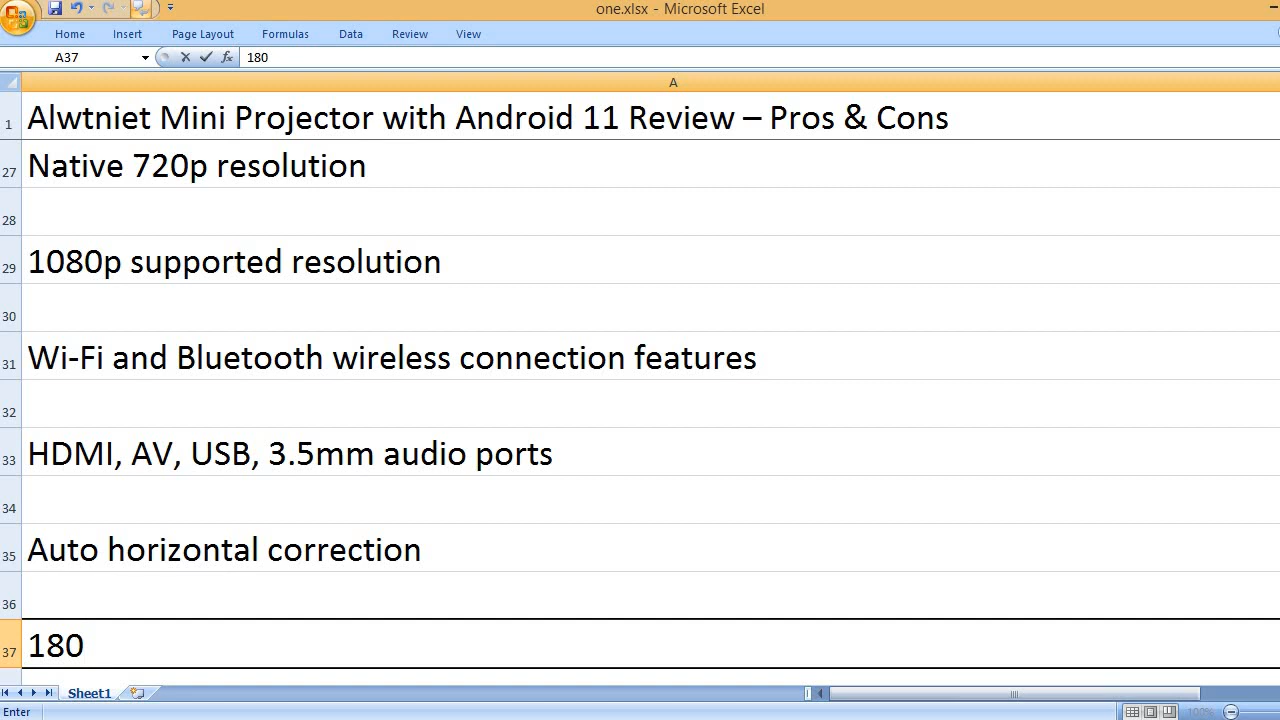 one.xlsx - Microsoft Excel
Home Insert Page Layout Formulas Data Review View
A37 fx 180
A
1 Alwtniet Mini Projector with Android 11 Review – Pros & Cons
27 Native 720p resolution
28
29 1080p supported resolution
30
31 Wi-Fi and Bluetooth wireless connection features
32
33 HDMI, AV, USB, 3.5mm audio ports
34
35 Auto horizontal correction
36
37 180
Sheet1
Enter 100%